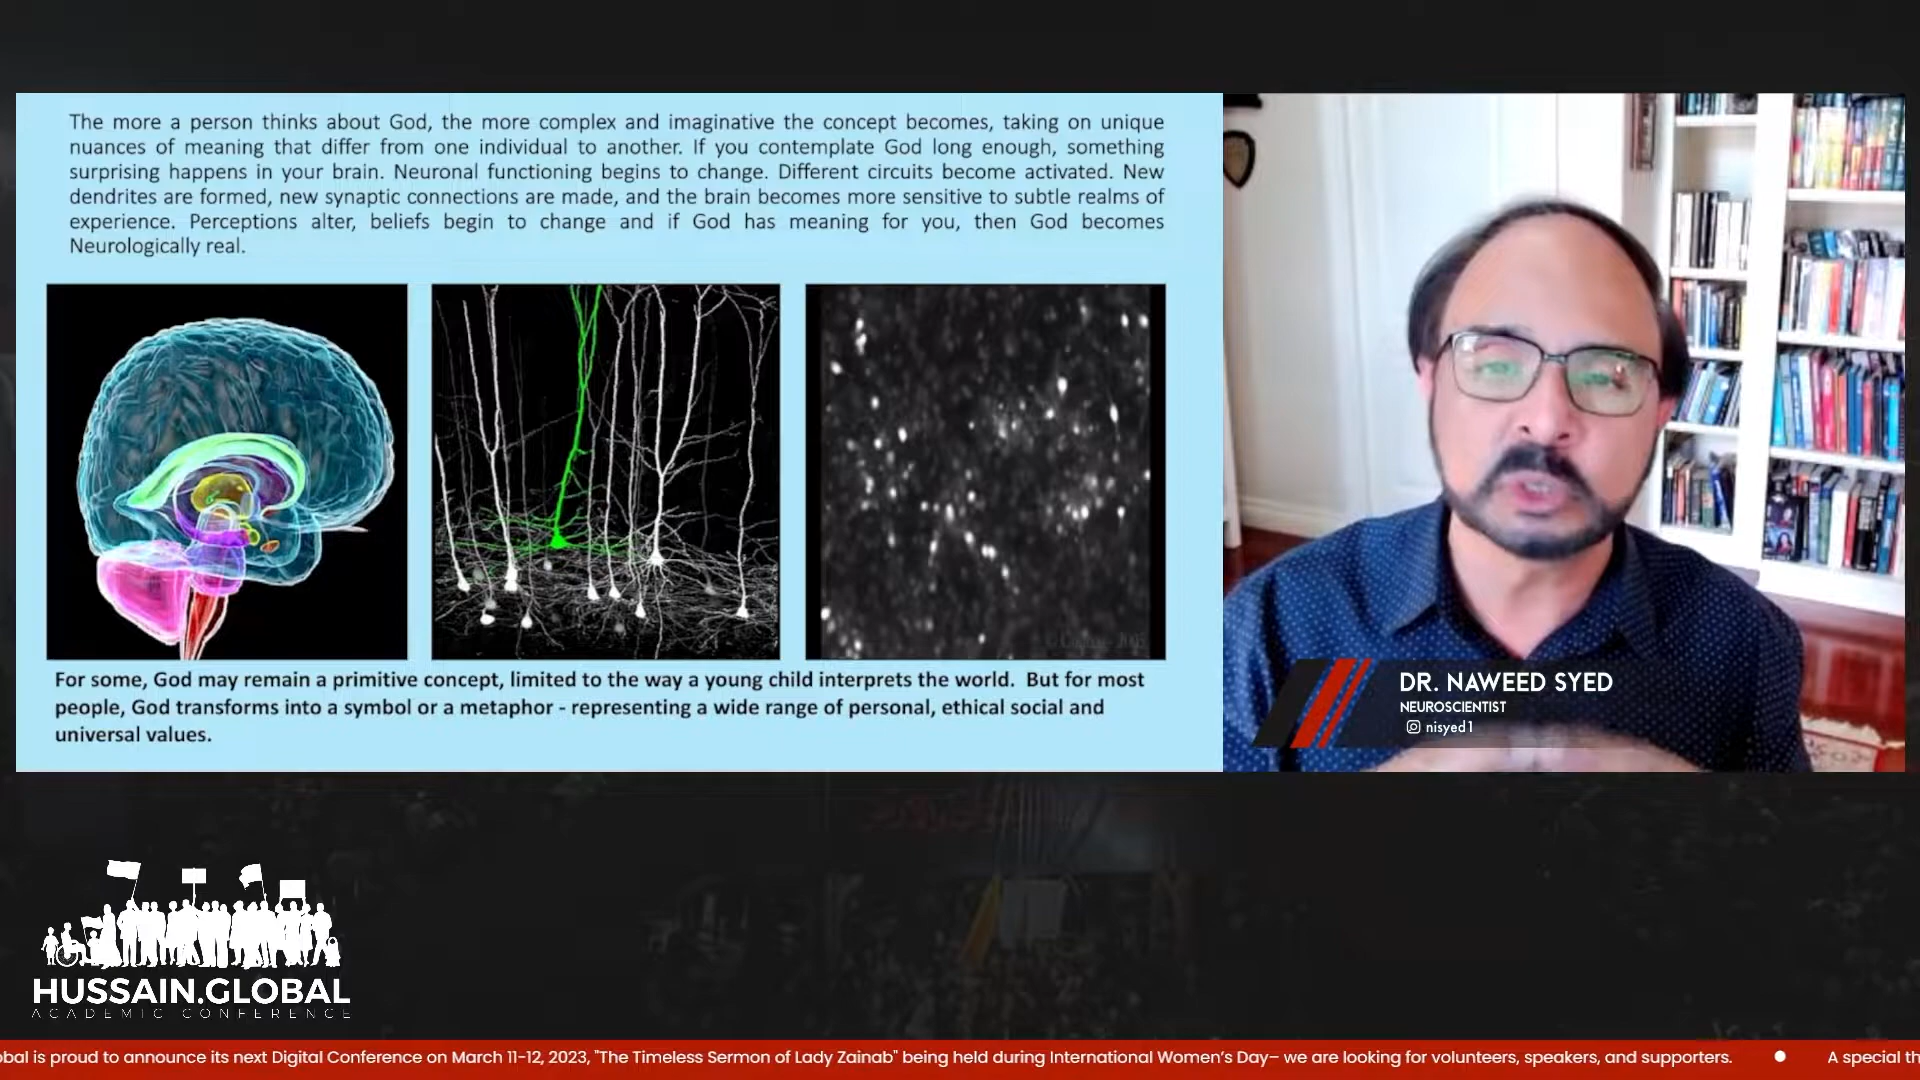 The more a person thinks about God, the more complex and imaginative the concept becomes, taking on unique
nuances of meaning that differ from one individual to another. If you contemplate God long enough, something
surprising happens in your brain. Neuronal functioning begins to change. Different circuits become activated. New
dendrites are formed, new synaptic connections are made, and the brain becomes more sensitive to subtle realms of
experience. Perceptions alter, beliefs begin to change and if God has meaning for you, then God becomes
Neurologically real.
For some, God may remain a primitive concept, limited to the way a young child interprets the world. But for most
people, God transforms into a symbol or a metaphor - representing a wide range of personal, ethical social and
universal values.
DR. NAWEED SYED
NEUROSCIENTIST
nisyed1
HUSSAIN.GLOBAL
ACADEMIC CONFERENCE
obal is proud to announce its next Digital Conference on March 11-12, 2023, "The Timeless Sermon of Lady Zainab" being held during International Women's Day– we are looking for volunteers, speakers, and supporters. ● A special th